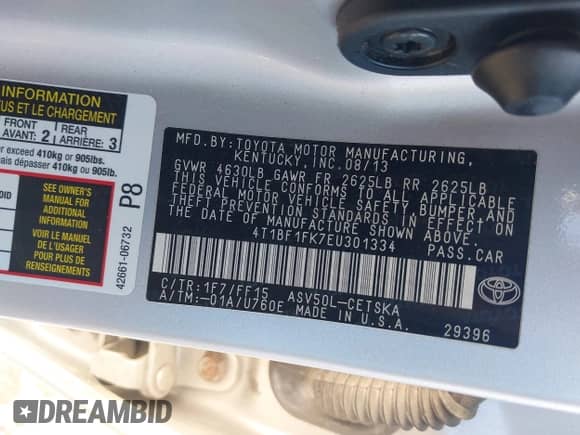 INFORMATION
US ET LE CHARGEMENT
FRONT
AVANT: 2
REAR
ARRIÈRE: 3
er exceed 410kg or 905lbs.
ais dépasser 410kg ou 905lbs.
SEE OWNER'S
MANUAL FOR
ADDITIONAL
INFORMATION
VOIR LE MANUEL
DE L'USAGER
POUR PLUS DE
RENSEIGNEMENTS
P8
42661-06732
MFD.BY: TOYOTA MOTOR MANUFACTURING,
KENTUCKY,INC.08/13
GVWR 4630LB GAWR FR 2625LB RR 2625LB
THIS VEHICLE CONFORMS TO ALL APPLICABLE
FEDERAL MOTOR VEHICLE SAFETY, BUMPER,AND
THEFT PREVENTION STANDARDS IN EFFECT ON
THE DATE OF MANUFACTURE SHOWN ABOVE.
4T1BF1FK7EU301334 PASS.CAR
C/TR:1F7/FF15 ASV50L-CETSKA
A/TM:-01A/U760E MADE IN U.S.A.
29396
TOYOTA
DREAMBID